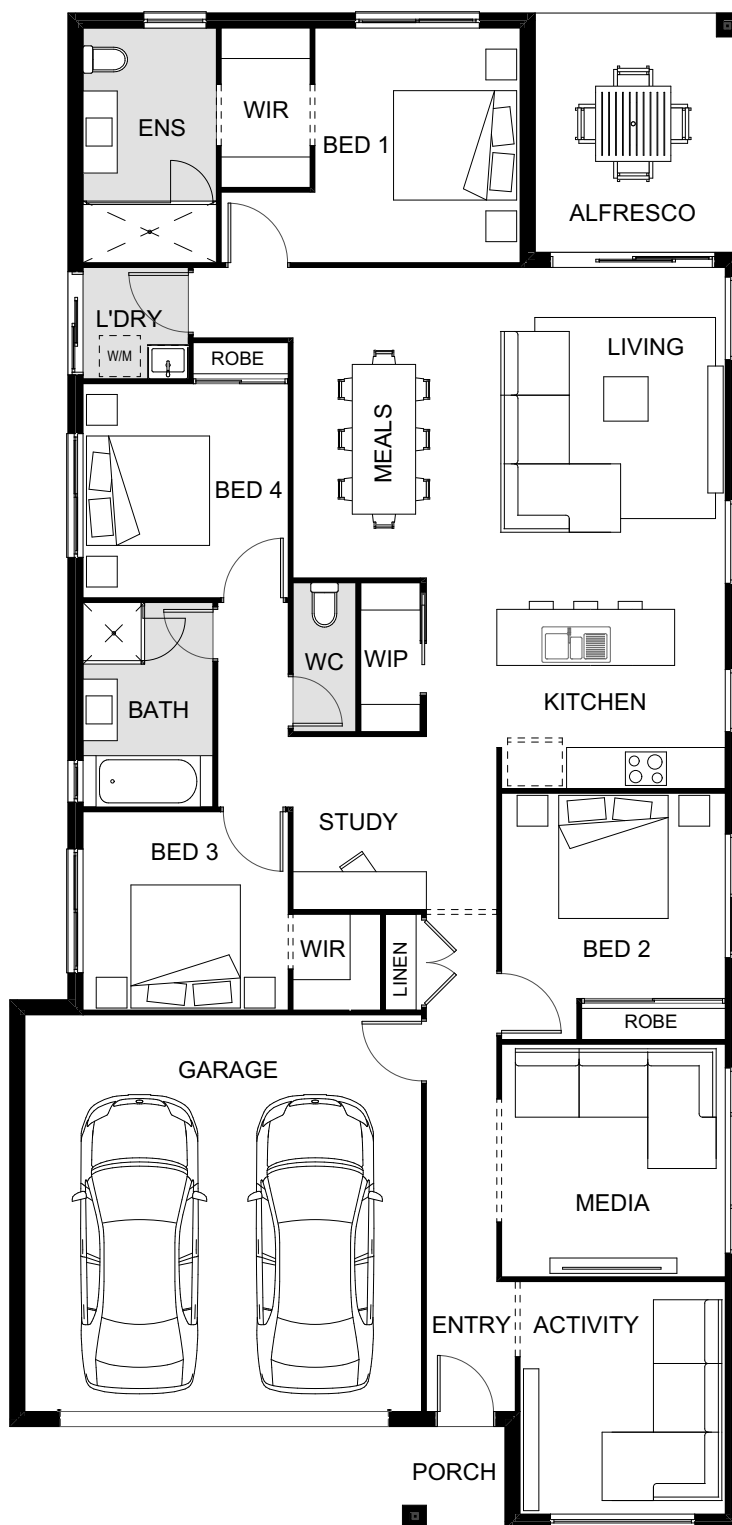 WIR
ENS
BED 1
ALFRESCO
L'DRY
W/M
ROBE
LIVING
MEALS
BED 4
WC
WIP
KITCHEN
BATH
STUDY
BED 3
BED 2
WIR
LINEN
ROBE
GARAGE
MEDIA
ENTRY
ACTIVITY
PORCH